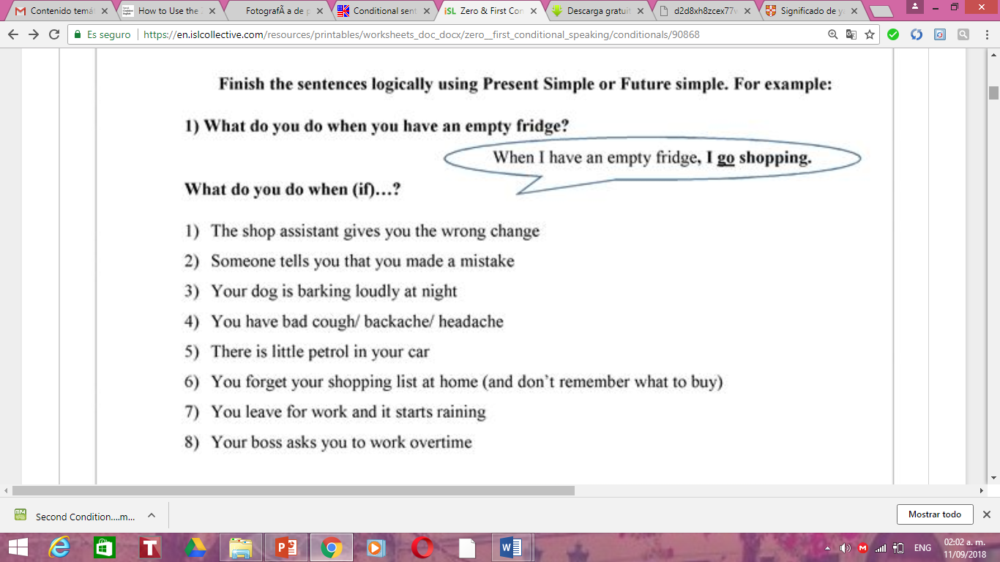 Contenido temá
How to Use the
FotografÃ a de p
Conditional sent
iSL Zero & First Con
Descarga gratuit
d2d8xh8zcex77v
Significado de y
Es seguro https://en.islcollective.com/resources/printables/worksheets_doc_docx/zero__first_conditional_speaking/conditionals/90868
Finish the sentences logically using Present Simple or Future simple. For example:
1) What do you do when you have an empty fridge?
When I have an empty fridge, I go shopping.
What do you do when (if)…?
1) The shop assistant gives you the wrong change
2) Someone tells you that you made a mistake
3) Your dog is barking loudly at night
4) You have bad cough/ backache/ headache
5) There is little petrol in your car
6) You forget your shopping list at home (and don’t remember what to buy)
7) You leave for work and it starts raining
8) Your boss asks you to work overtime
Second Condition....m...
Mostrar todo
ENG
02:02 a. m.
11/09/2018